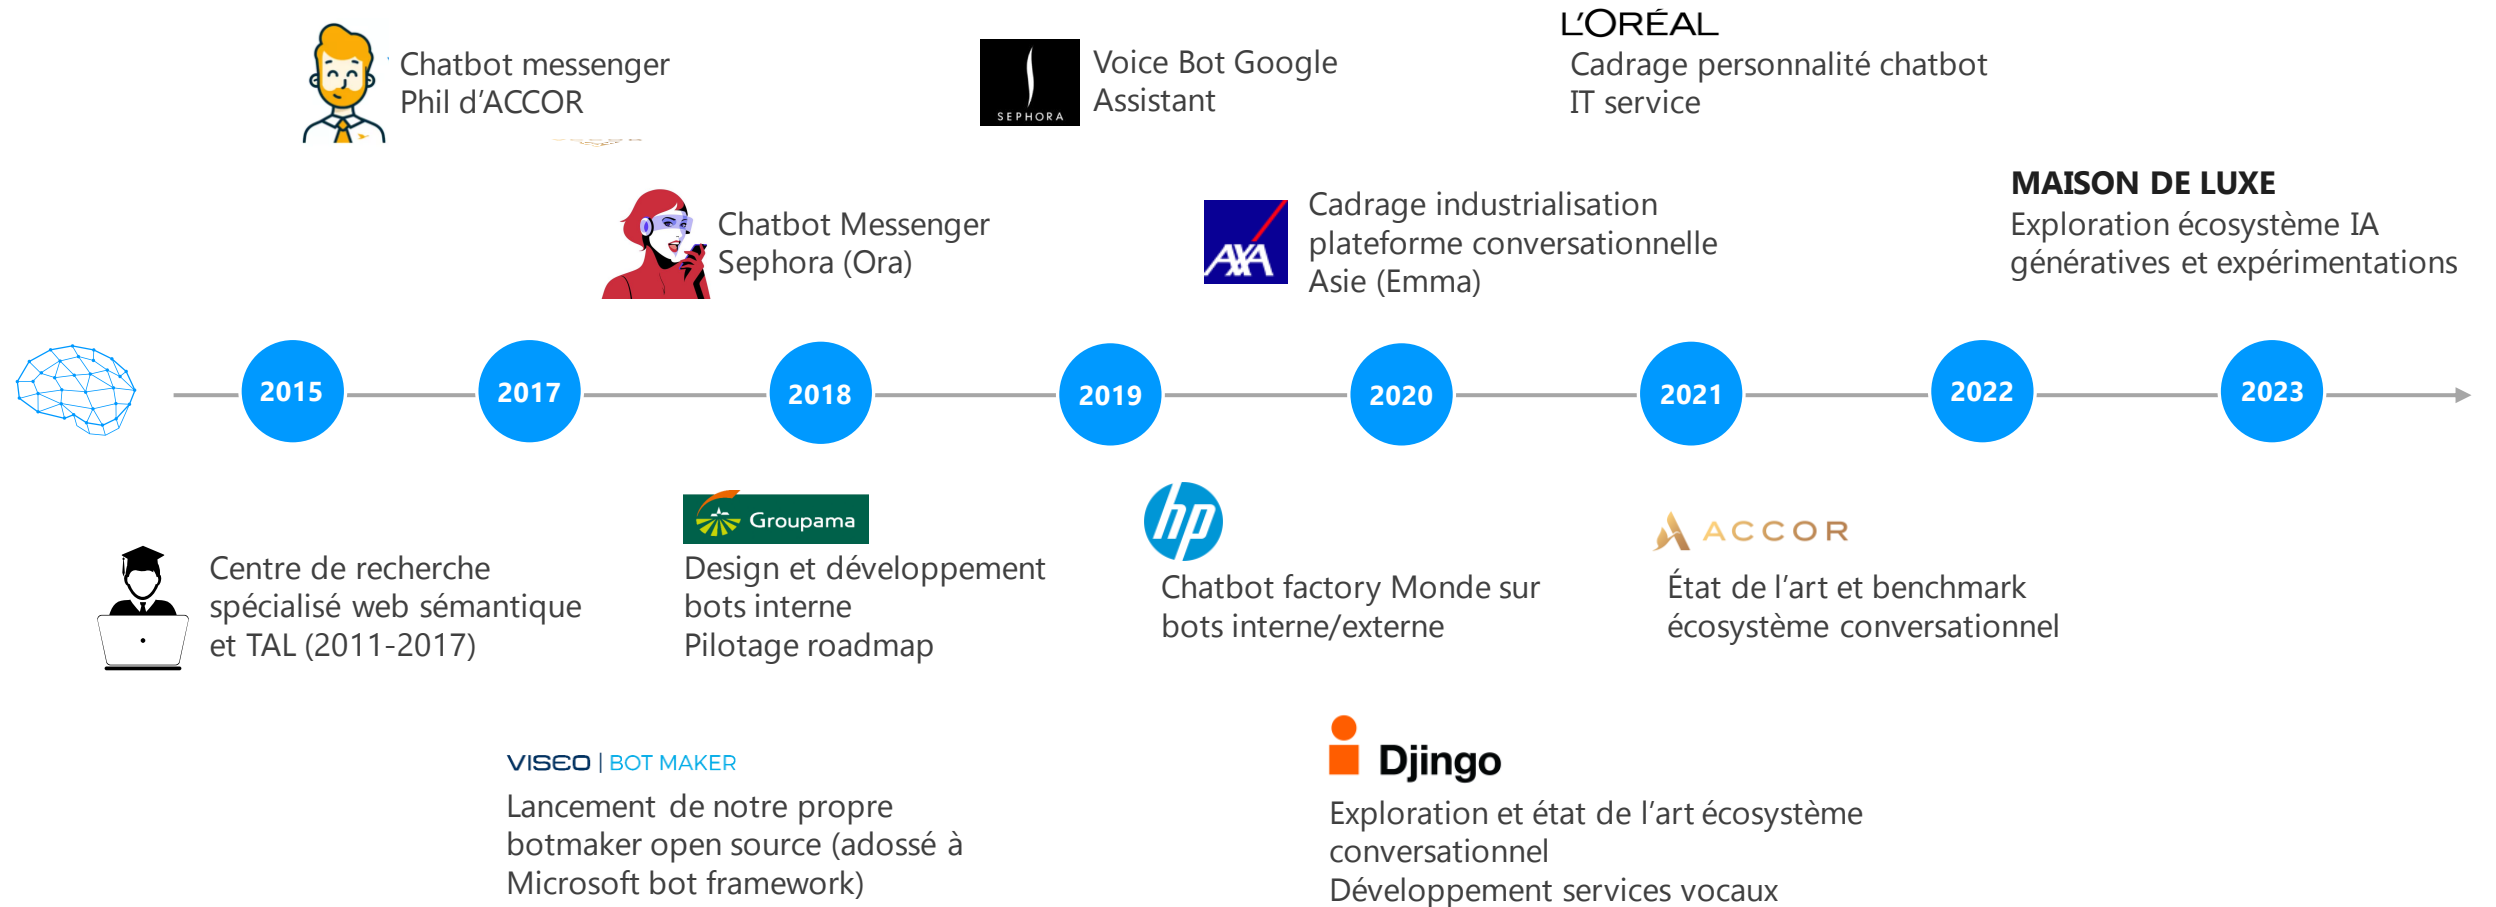 Chatbot messenger
Phil d'ACCOR
SEPHORA
Voice Bot Google
Assistant
L'ORÉAL
Cadrage personnalité chatbot
IT service
Chatbot Messenger
Sephora (Ora)
AXA
Cadrage industrialisation
plateforme conversationnelle
Asie (Emma)
MAISON DE LUXE
Exploration écosystème IA
génératives et expérimentations
2015
2017
2018
2019
2020
2021
2022
2023
Centre de recherche
spécialisé web sémantique
et TAL (2011-2017)
Groupama
Design et développement
bots interne
Pilotage roadmap
hp
Chatbot factory Monde sur
bots interne/externe
ACCOR
État de l'art et benchmark
écosystème conversationnel
VISEO | BOT MAKER
Lancement de notre propre
botmaker open source (adossé à
Microsoft bot framework)
Djingo
Exploration et état de l'art écosystème
conversationnel
Développement services vocaux